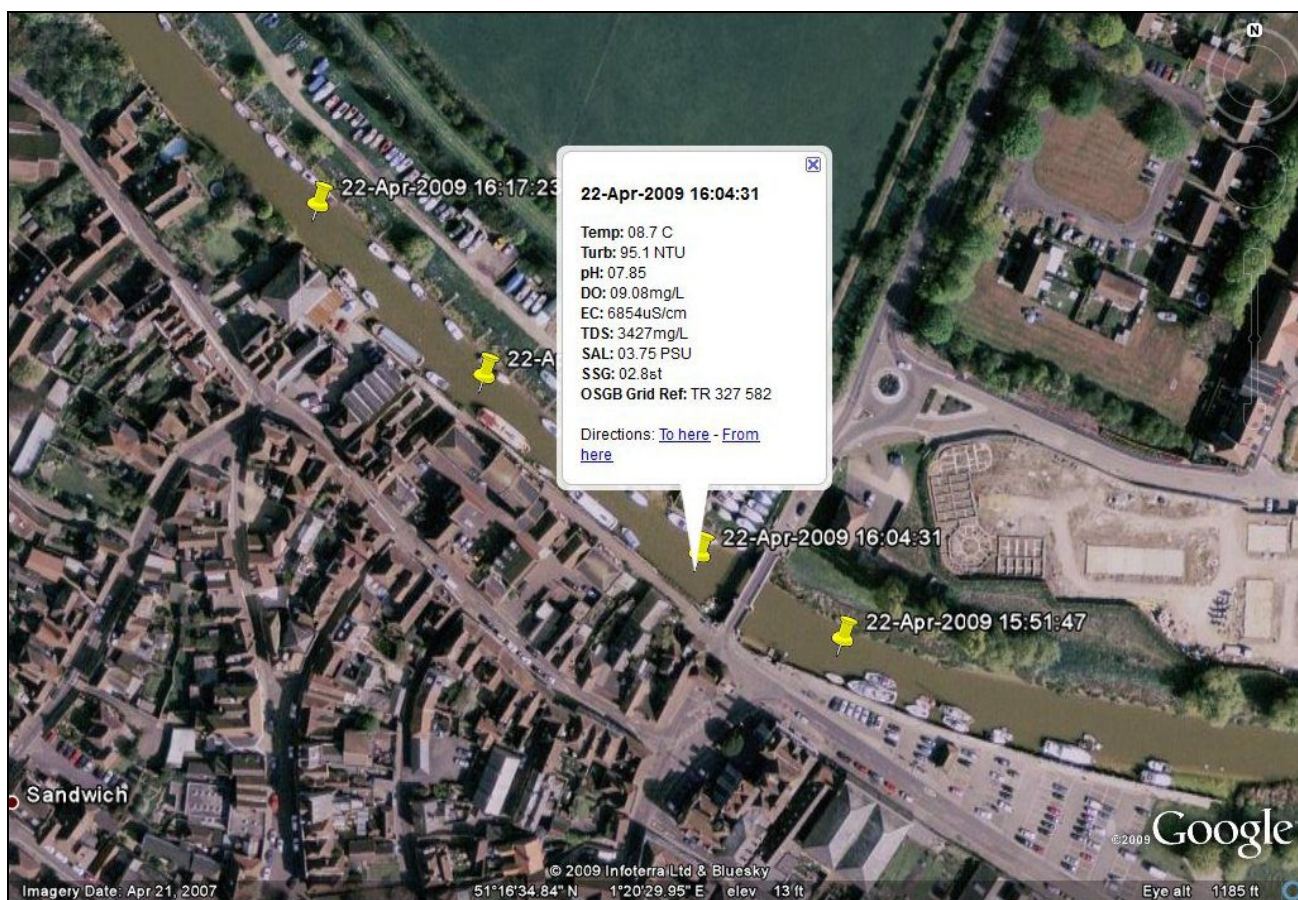 N
22-Apr-2009 16:17:23
22-Ap
22-Apr-2009 16:04:31
Temp: 08.7 C
Turb: 95.1 NTU
pH: 07.85
DO: 09.08mg/L
EC: 6854uS/cm
TDS: 3427mg/L
SAL: 03.75 PSU
SSG: 02.8st
OSGB Grid Ref: TR 327 582
Directions: To here - From
here
22-Apr-2009 16:04:31
22-Apr-2009 15:51:47
Sandwich
©2009 Google
© 2009 Infoterra Ltd & Bluesky
Imagery Date: Apr 21, 2007 51°16'34.84" N 1°20'29.95" E elev 13 ft Eye alt 1185 ft